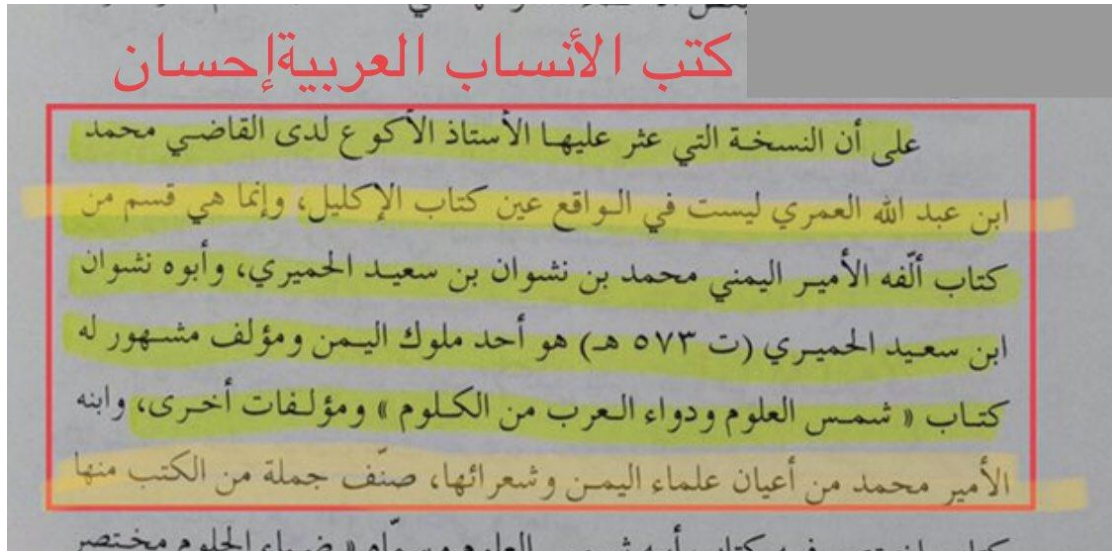 كتب الأنساب العربيةإحسان
على أن النسخة التي عثر عليها الأستاذ الأكوع لدى القاضي محمد
ابن عبد الله العمري ليست في الواقع عين كتاب الإكليل، وإنما هي قسم من
كتاب ألّفه الأمير اليمني محمد بن نشوان بن سعيد الحميري، وأبوه نشوان
ابن سعيد الحميري (ت ٥٧٣ هـ) هو أحد ملوك اليمن ومؤلف مشهور له
كتاب « شمس العلوم ودواء العرب من الكلوم » ومؤلفات أخرى، وابنه
الأمير محمد من أعيان علماء اليمن وشعرائها، صنّف جملة من الكتب منها